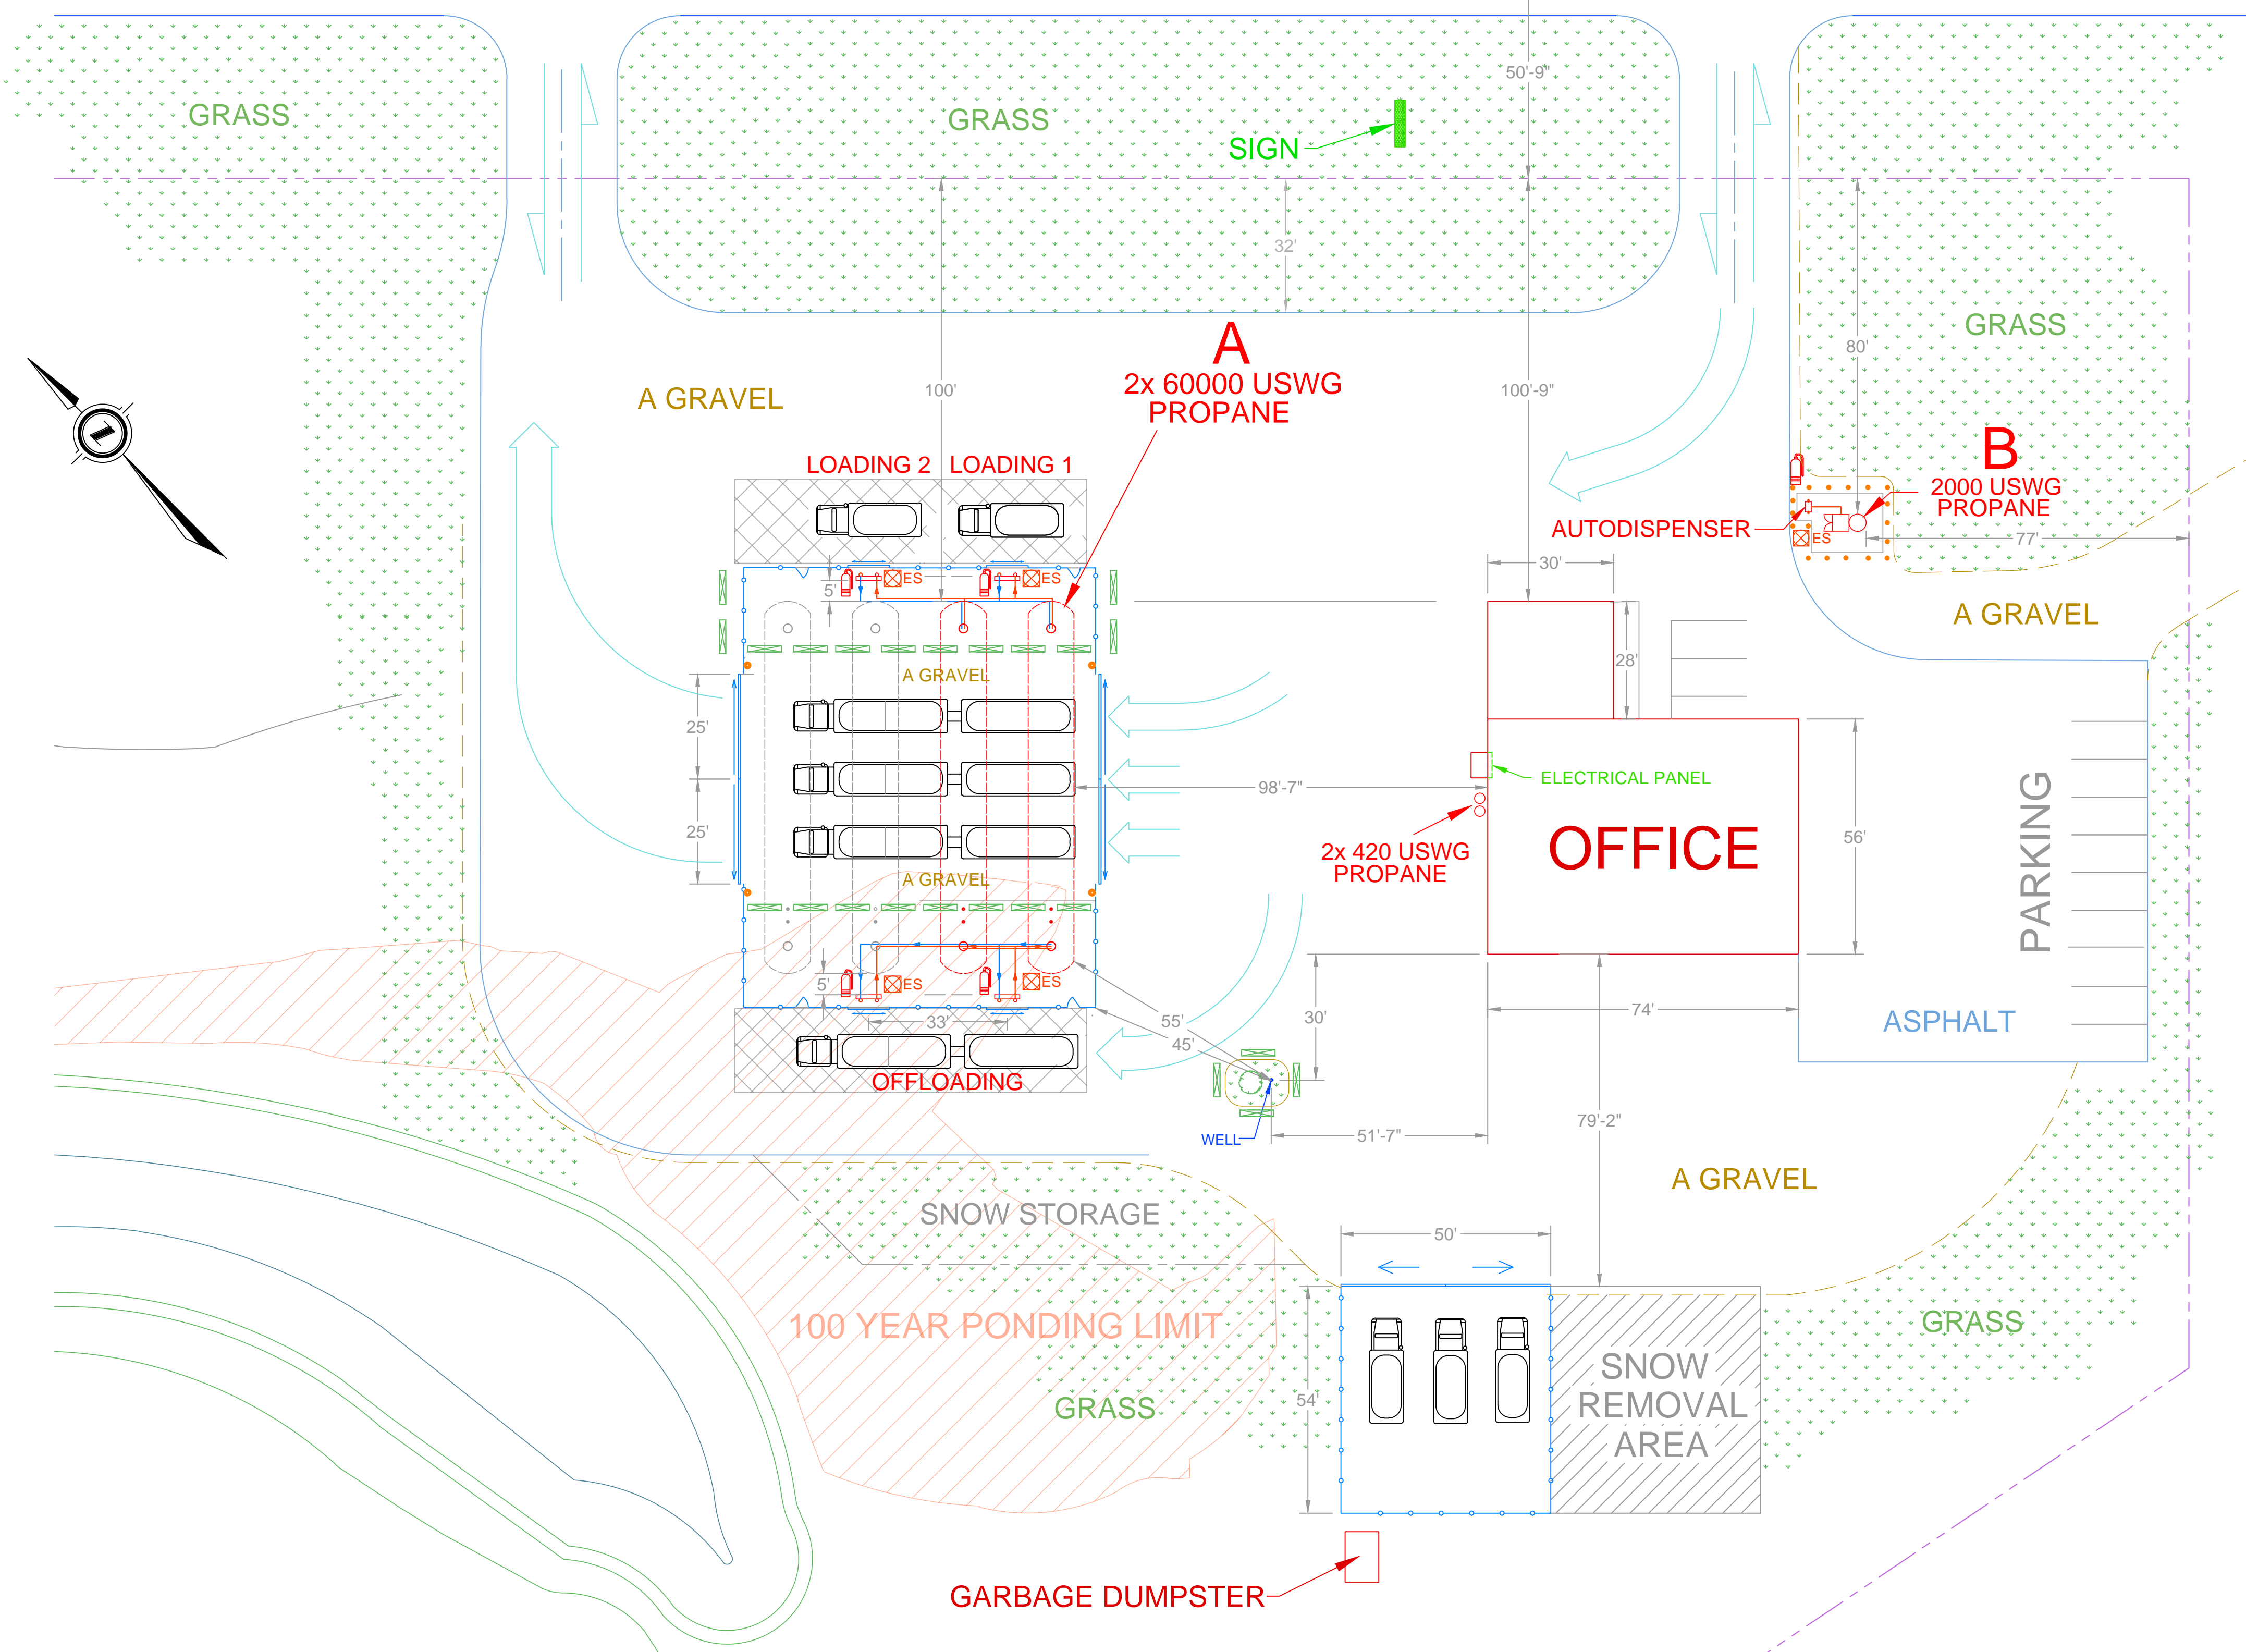 50'-9"
GRASS
GRASS
SIGN
32'
A
2x 60000 USWG
PROPANE
GRASS
80'
100'
100'-9"
A GRAVEL
B
2000 USWG
PROPANE
LOADING 2
LOADING 1
AUTODISPENSER
ES
77'
30'
ES
ES
5'
A GRAVEL
28'
A GRAVEL
25'
25'
ELECTRICAL PANEL
98'-7"
OFFICE
56'
PARKING
2x 420 USWG
PROPANE
A GRAVEL
ES
ES
5'
33'
55'
45'
30'
74'
ASPHALT
OFFLOADING
WELL
51'-7"
79'-2"
A GRAVEL
SNOW STORAGE
50'
100 YEAR PONDING LIMIT
GRASS
GRASS
54'
SNOW
REMOVAL
AREA
GARBAGE DUMPSTER
N